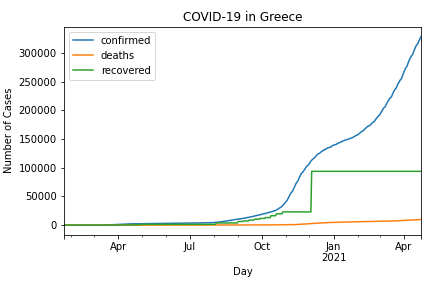 COVID-19 in Greece
confirmed
deaths
recovered
Number of Cases
300000
250000
200000
150000
100000
50000
0
Apr
Jul
Oct
Jan
2021
Apr
Day